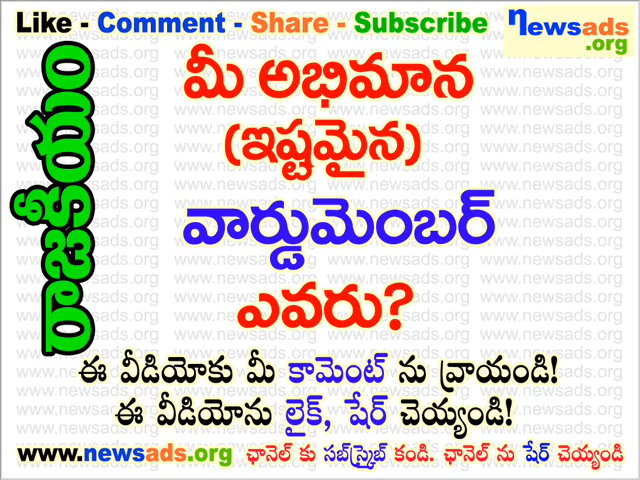 Like - Comment - Share - Subscribe
newsads
.org
రాజకీయం
మీ అభిమాన
(ఇష్టమైన)
వార్డుమెంబర్
ఎవరు?
ఈ వీడియోకు మీ కామెంట్ ను వ్రాయండి!
ఈ వీడియోను లైక్, షేర్ చెయ్యండి!
www.newsads.org ఛానెల్ కు సబ్‌స్క్రైబ్ కండి. ఛానెల్ ను షేర్ చెయ్యండి